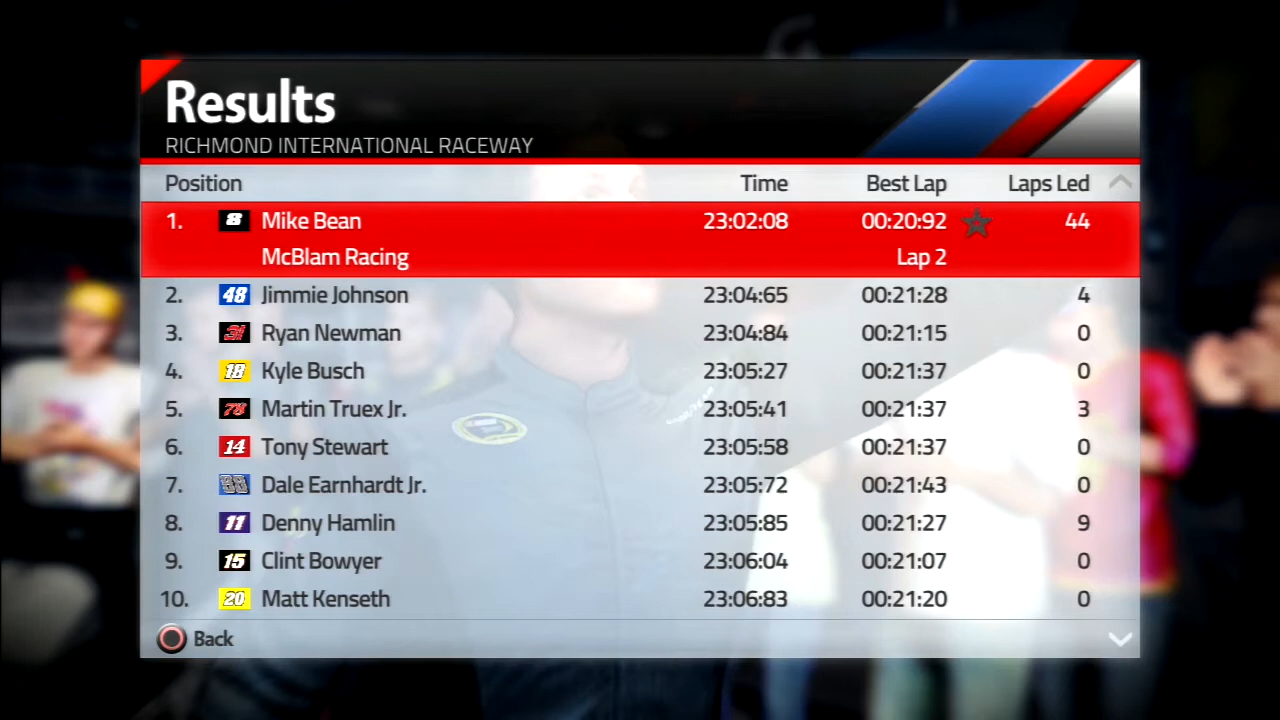 Results
RICHMOND INTERNATIONAL RACEWAY
Position Time Best Lap Laps Led
1. 8 Mike Bean 23:02:08 00:20:92 44
McBlam Racing Lap 2
2. 48 Jimmie Johnson 23:04:65 00:21:28 4
3. 31 Ryan Newman 23:04:84 00:21:15 0
4. 18 Kyle Busch 23:05:27 00:21:37 0
5. 78 Martin Truex Jr. 23:05:41 00:21:37 3
6. 14 Tony Stewart 23:05:58 00:21:37 0
7. 88 Dale Earnhardt Jr. 23:05:72 00:21:43 0
8. 11 Denny Hamlin 23:05:85 00:21:27 9
9. 15 Clint Bowyer 23:06:04 00:21:07 0
10. 20 Matt Kenseth 23:06:83 00:21:20 0
Back